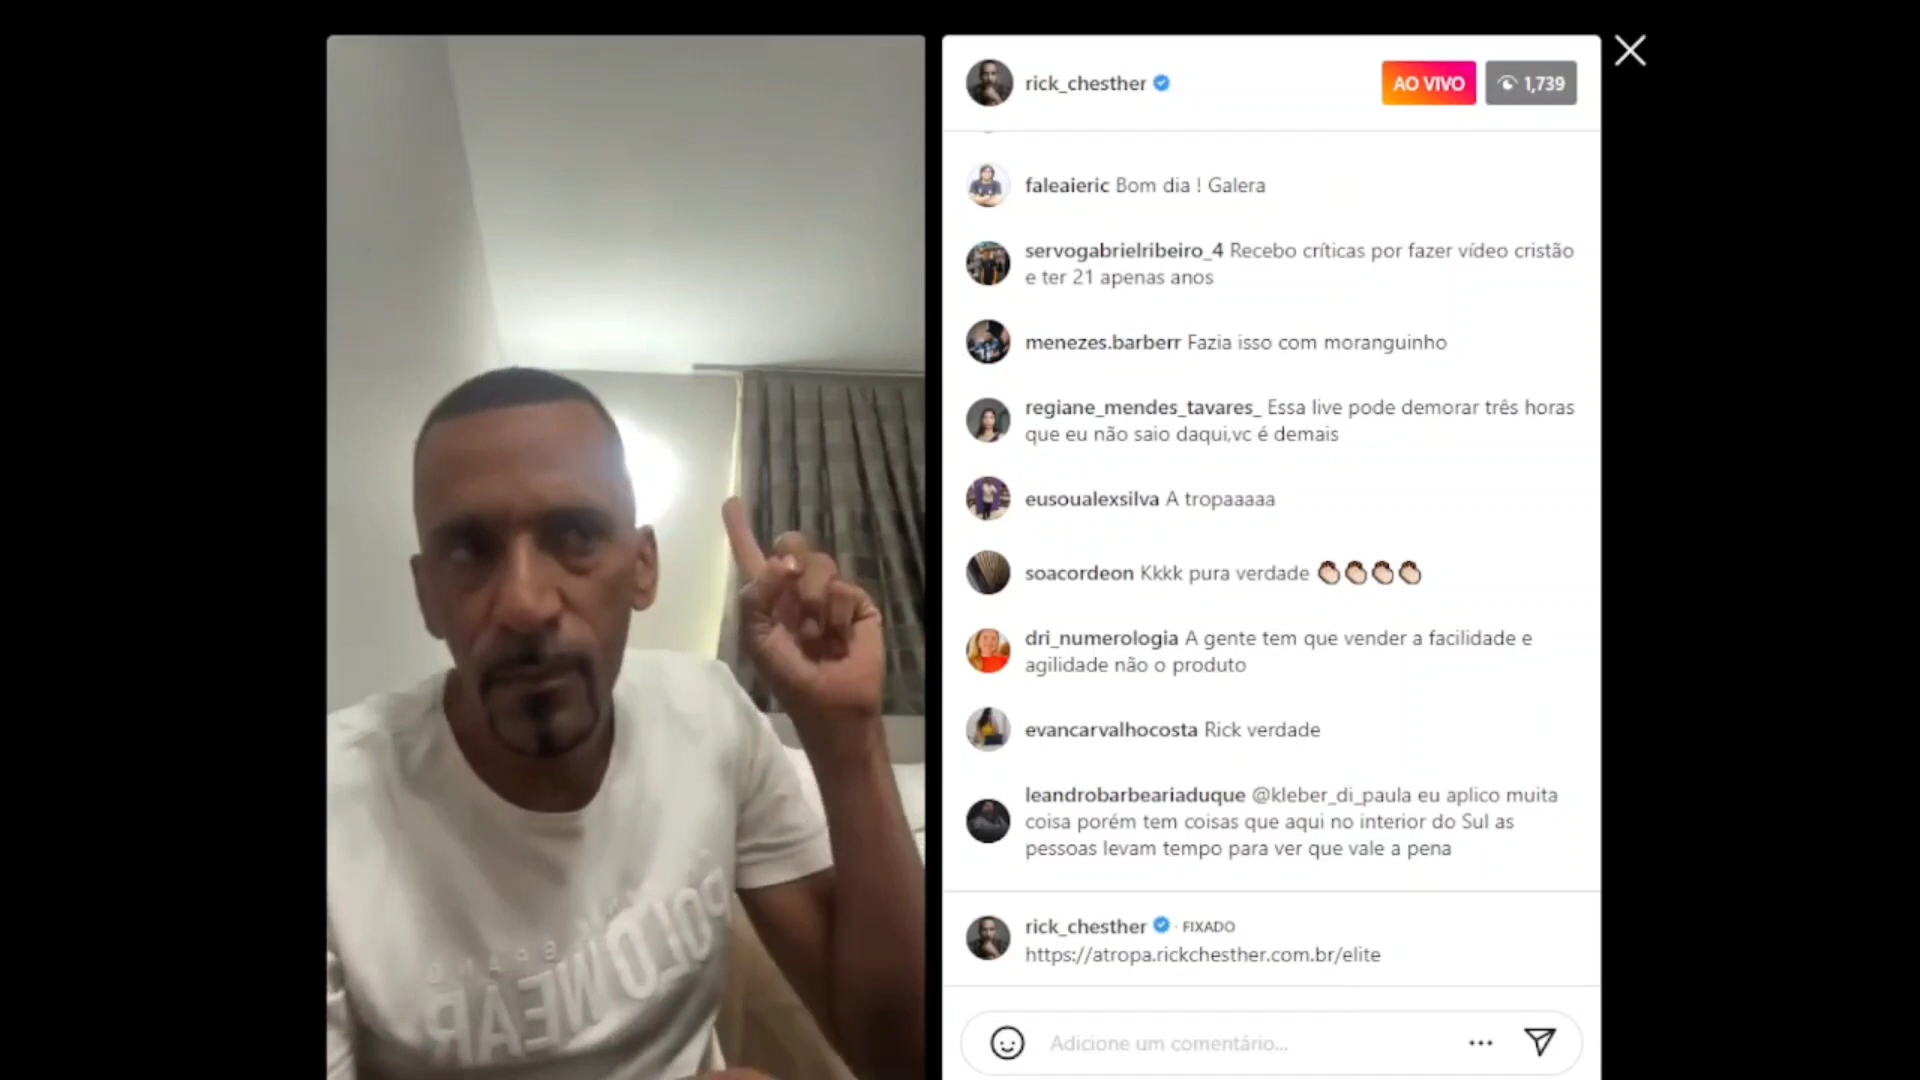 rick_chesther
AO VIVO
1,739
faleaieric Bom dia ! Galera
servogabrielribeiro_4 Recebo críticas por fazer vídeo cristão
e ter 21 apenas anos
menezes.barberr Fazia isso com moranguinho
regiane_mendes_tavares_ Essa live pode demorar três horas
que eu não saio daqui,vc é demais
eusoualexsilva A tropaaaaa
soacordeon Kkkk pura verdade 👏🏻👏🏻👏🏻👏🏻
dri_numerologia A gente tem que vender a facilidade e
agilidade não o produto
evancarvalhocosta Rick verdade
leandrobarbeariaduque @kleber_di_paula eu aplico muita
coisa porém tem coisas que aqui no interior do Sul as
pessoas levam tempo para ver que vale a pena
rick_chesther · FIXADO
https://atropa.rickchesther.com.br/elite
Adicione um comentário...
POLO WEAR